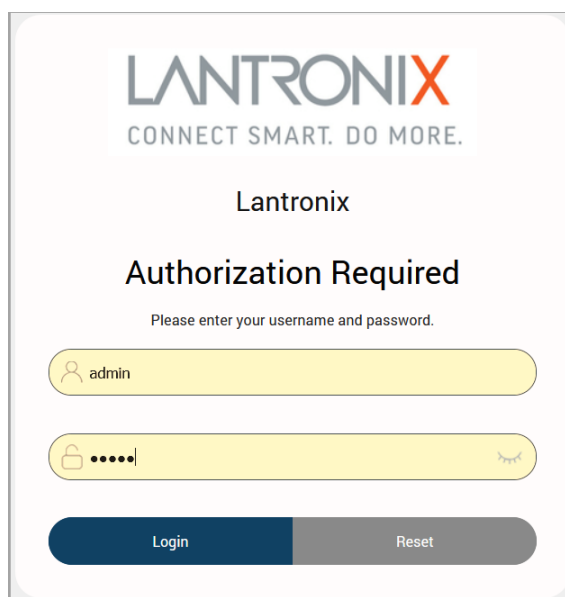 LANTRONIX
CONNECT SMART. DO MORE.
Lantronix
Authorization Required
Please enter your username and password.
admin
•••••
Login
Reset